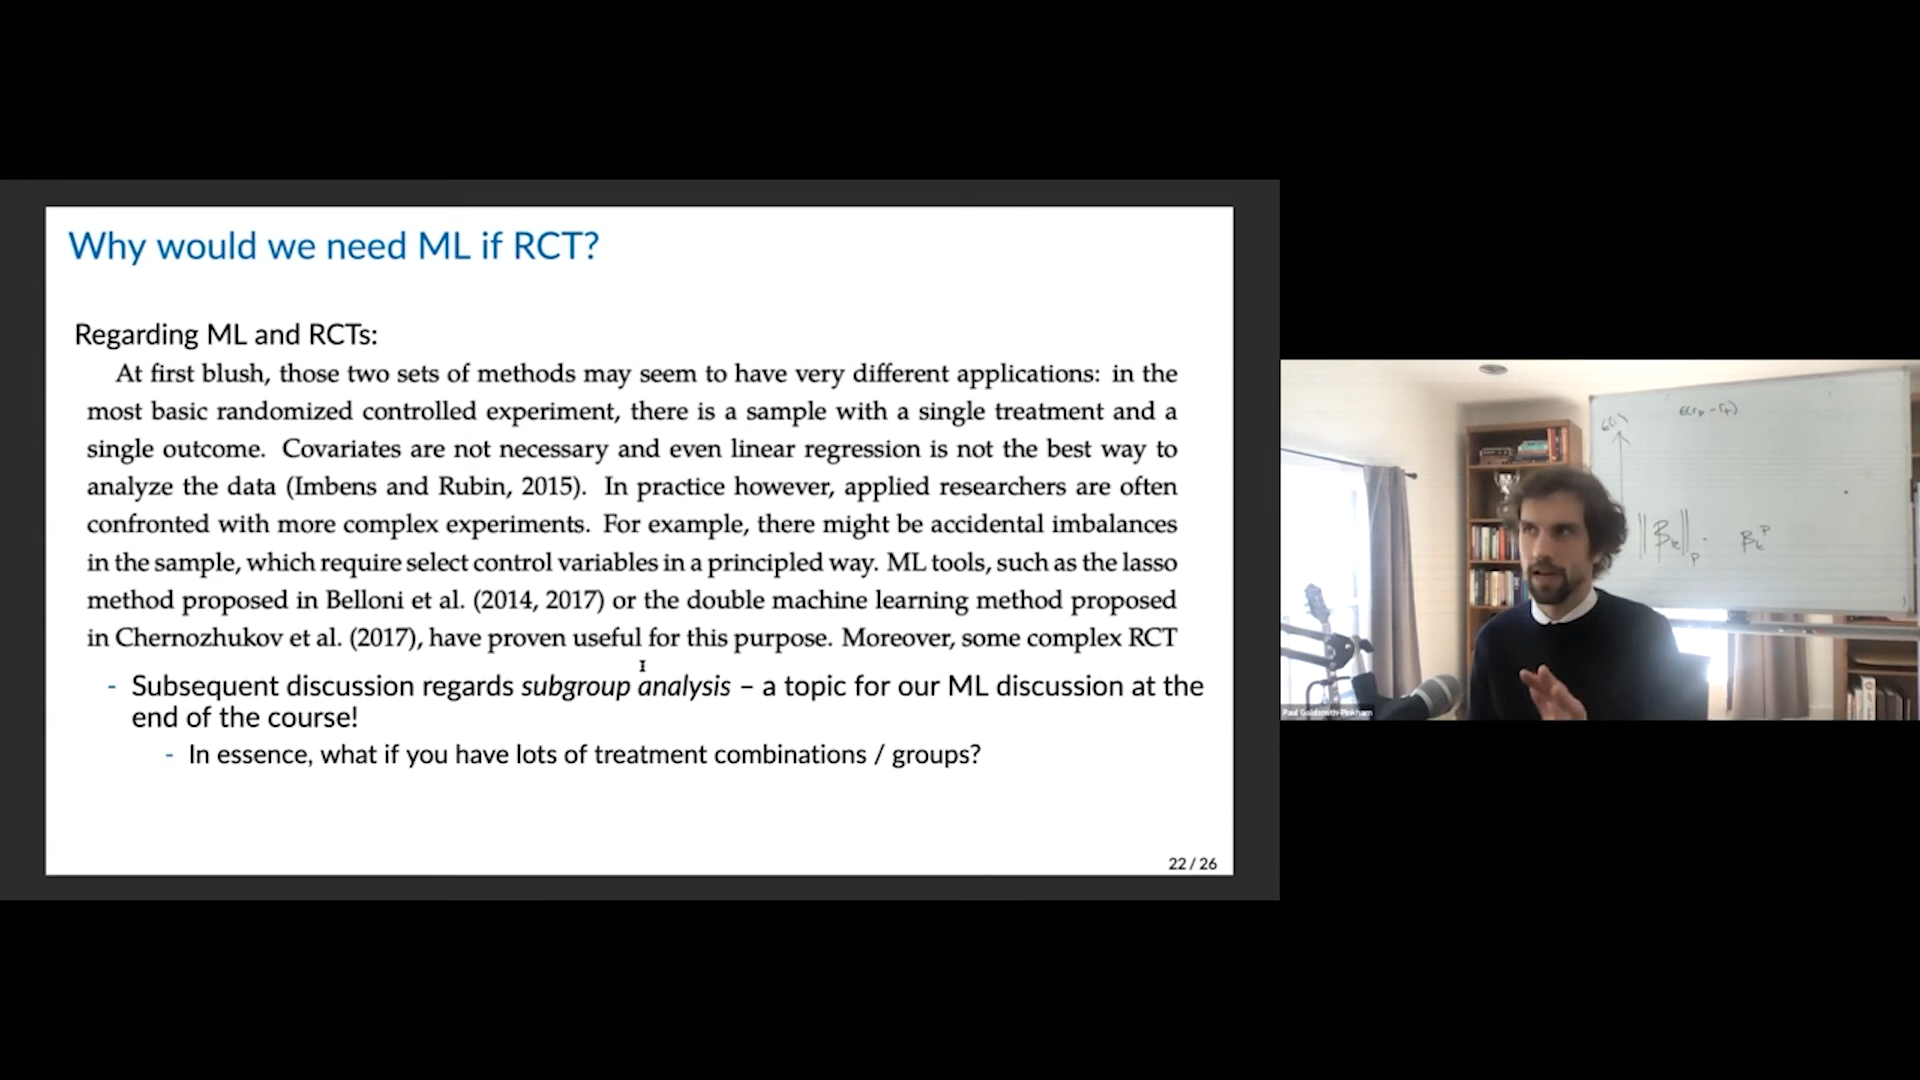 Why would we need ML if RCT?
Regarding ML and RCTs:
At first blush, those two sets of methods may seem to have very different applications: in the
most basic randomized controlled experiment, there is a sample with a single treatment and a
single outcome. Covariates are not necessary and even linear regression is not the best way to
analyze the data (Imbens and Rubin, 2015). In practice however, applied researchers are often
confronted with more complex experiments. For example, there might be accidental imbalances
in the sample, which require select control variables in a principled way. ML tools, such as the lasso
method proposed in Belloni et al. (2014, 2017) or the double machine learning method proposed
in Chernozhukov et al. (2017), have proven useful for this purpose. Moreover, some complex RCT
- Subsequent discussion regards subgroup analysis – a topic for our ML discussion at the
end of the course!
- In essence, what if you have lots of treatment combinations / groups?
22 / 26
Paul Goldsmith-Pinkham